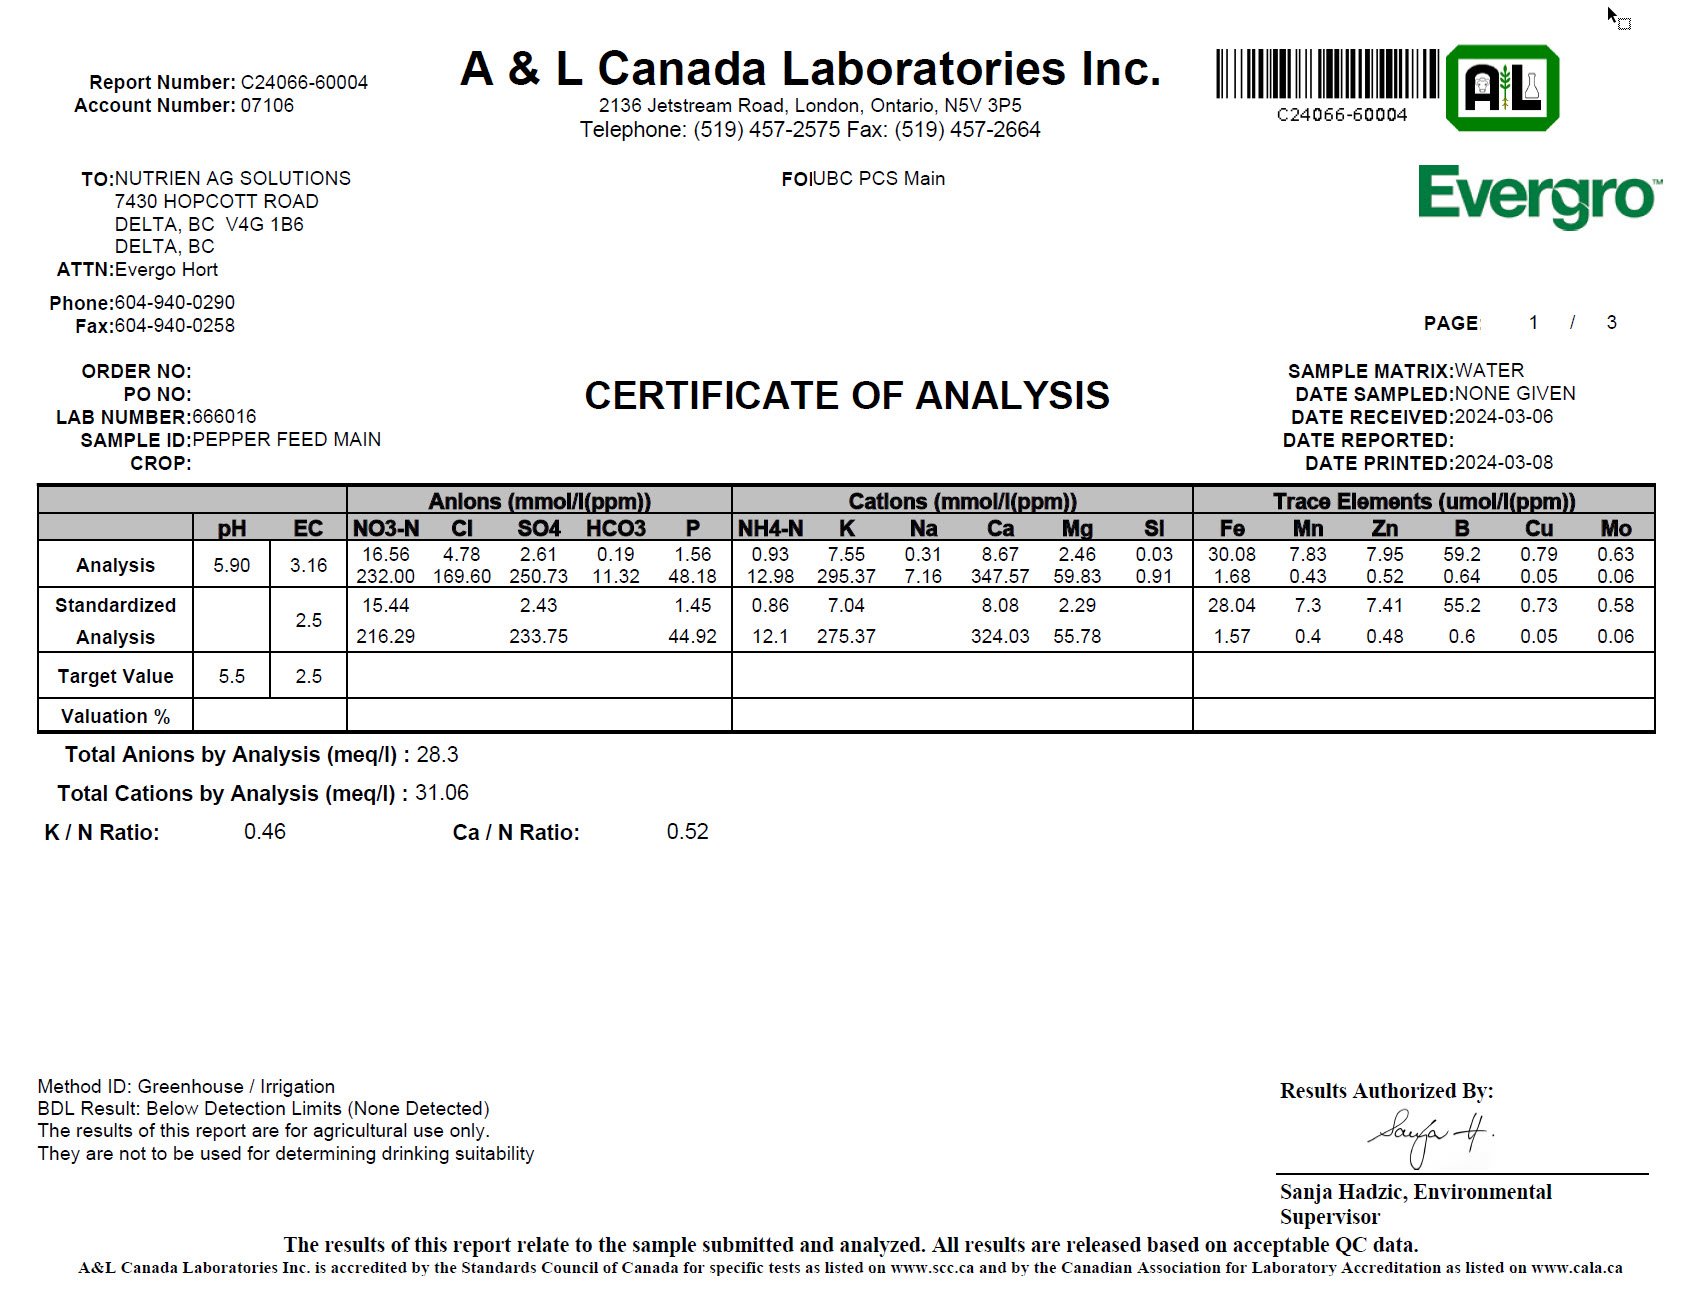 Report Number: C24066-60004
Account Number: 07106
A & L Canada Laboratories Inc.
2136 Jetstream Road, London, Ontario, N5V 3P5
Telephone: (519) 457-2575 Fax: (519) 457-2664
C24066-60004
AL
Evergro™
TO:NUTRIEN AG SOLUTIONS
7430 HOPCOTT ROAD
DELTA, BC V4G 1B6
DELTA, BC
ATTN:Evergo Hort
Phone:604-940-0290
Fax:604-940-0258
FOIUBC PCS Main
PAGE: 1 / 3
ORDER NO:
PO NO:
LAB NUMBER:666016
SAMPLE ID:PEPPER FEED MAIN
CROP:
CERTIFICATE OF ANALYSIS
SAMPLE MATRIX:WATER
DATE SAMPLED:NONE GIVEN
DATE RECEIVED:2024-03-06
DATE REPORTED:
DATE PRINTED:2024-03-08
Anions (mmol/l(ppm)) Cations (mmol/l(ppm)) Trace Elements (umol/l(ppm))
pH EC NO3-N Cl SO4 HCO3 P NH4-N K Na Ca Mg SI Fe Mn Zn B Cu Mo
Analysis 5.90 3.16 16.56 4.78 2.61 0.19 1.56 0.93 7.55 0.31 8.67 2.46 0.03 30.08 7.83 7.95 59.2 0.79 0.63
232.00 169.60 250.73 11.32 48.18 12.98 295.37 7.16 347.57 59.83 0.91 1.68 0.43 0.52 0.64 0.05 0.06
Standardized 2.5 15.44 2.43 1.45 0.86 7.04 8.08 2.29 28.04 7.3 7.41 55.2 0.73 0.58
Analysis 216.29 233.75 44.92 12.1 275.37 324.03 55.78 1.57 0.4 0.48 0.6 0.05 0.06
Target Value 5.5 2.5
Valuation %
Total Anions by Analysis (meq/l) : 28.3
Total Cations by Analysis (meq/l) : 31.06
K / N Ratio: 0.46 Ca / N Ratio: 0.52
Method ID: Greenhouse / Irrigation
BDL Result: Below Detection Limits (None Detected)
The results of this report are for agricultural use only.
They are not to be used for determining drinking suitability
Results Authorized By:
Sanja H.
Sanja Hadzic, Environmental
Supervisor
The results of this report relate to the sample submitted and analyzed. All results are released based on acceptable QC data.
A&L Canada Laboratories Inc. is accredited by the Standards Council of Canada for specific tests as listed on www.scc.ca and by the Canadian Association for Laboratory Accreditation as listed on www.cala.ca